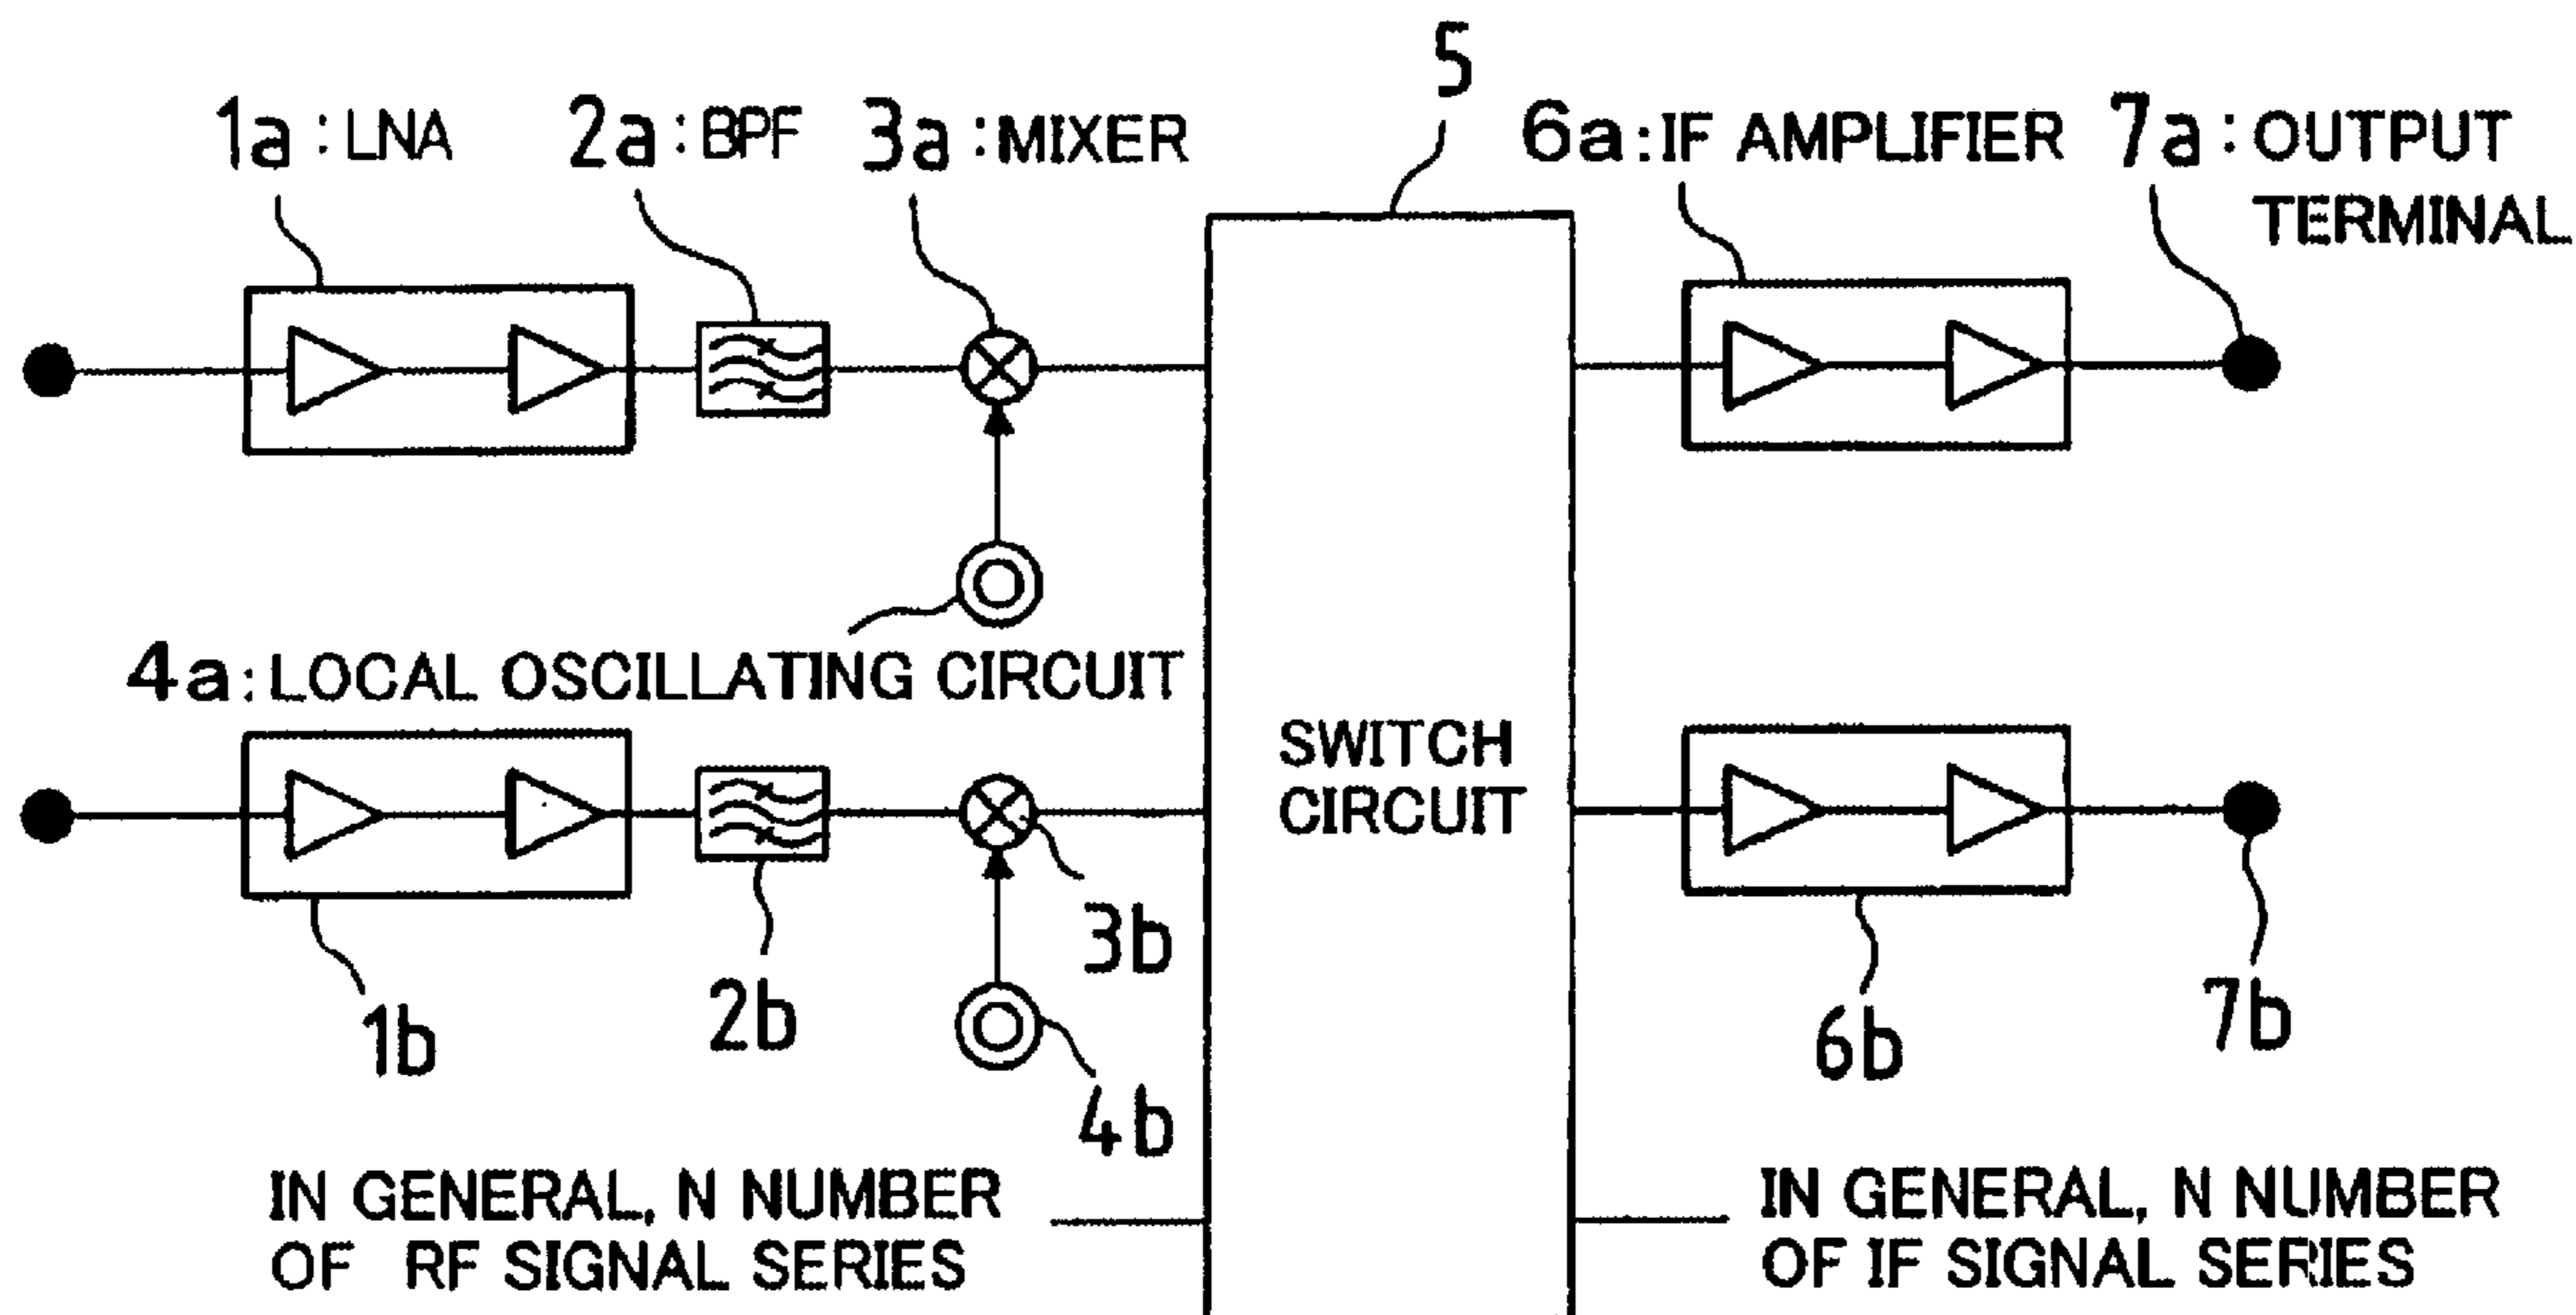 5
1a : LNA
2a : BPF
3a : MIXER
6a : IF AMPLIFIER
7a : OUTPUT
TERMINAL
4a : LOCAL OSCILLATING CIRCUIT
SWITCH
CIRCUIT
3b
1b
2b
4b
6b
7b
IN GENERAL, N NUMBER
OF RF SIGNAL SERIES
IN GENERAL, N NUMBER
OF IF SIGNAL SERIES